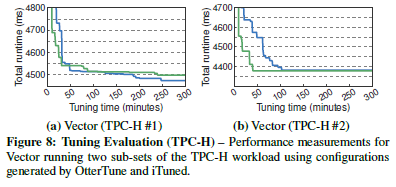 4800
4700
4600
4500
Total runtime (ms)
0 50 100 150 200 250 300
Tuning time (minutes)
(a) Vector (TPC-H #1)
4700
4600
4500
4400
Total runtime (ms)
0 50 100 150 200 250 300
Tuning time (minutes)
(b) Vector (TPC-H #2)
Figure 8: Tuning Evaluation (TPC-H) – Performance measurements for
Vector running two sub-sets of the TPC-H workload using configurations
generated by OtterTune and iTuned.